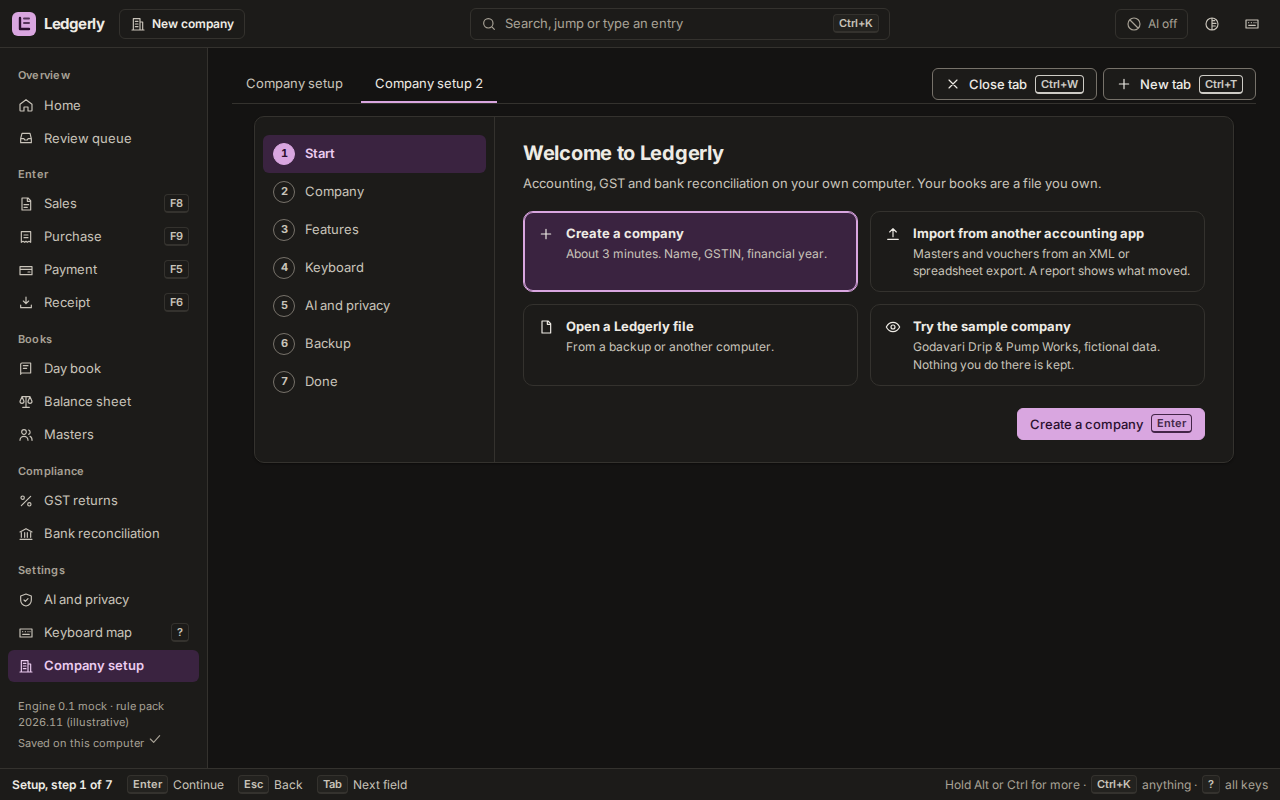 Ledgerly
New company
Search, jump or type an entry
Ctrl+K
AI off
Overview
Home
Review queue
Enter
Sales F8
Purchase F9
Payment F5
Receipt F6
Books
Day book
Balance sheet
Masters
Compliance
GST returns
Bank reconciliation
Settings
AI and privacy
Keyboard map ?
Company setup
Engine 0.1 mock · rule pack
2026.11 (illustrative)
Saved on this computer
Company setup
Company setup 2
Close tab Ctrl+W
New tab Ctrl+T
1 Start
2 Company
3 Features
4 Keyboard
5 AI and privacy
6 Backup
7 Done
Welcome to Ledgerly
Accounting, GST and bank reconciliation on your own computer. Your books are a file you own.
Create a company
About 3 minutes. Name, GSTIN, financial year.
Import from another accounting app
Masters and vouchers from an XML or
spreadsheet export. A report shows what moved.
Open a Ledgerly file
From a backup or another computer.
Try the sample company
Godavari Drip & Pump Works, fictional data.
Nothing you do there is kept.
Create a company Enter
Setup, step 1 of 7 Enter Continue Esc Back Tab Next field
Hold Alt or Ctrl for more · Ctrl+K anything · ? all keys